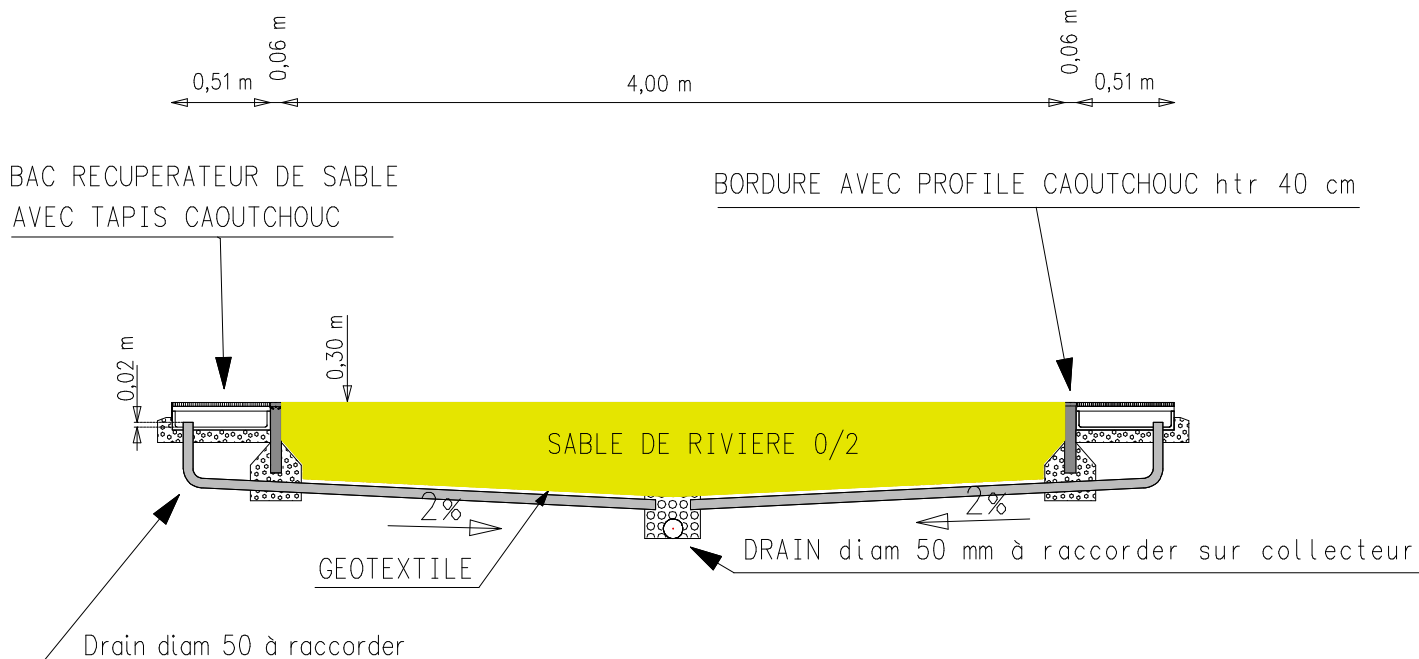 0,51 m
0,06 m
4,00 m
0,06 m
0,51 m
BAC RECUPERATEUR DE SABLE
AVEC TAPIS CAOUTCHOUC
BORDURE AVEC PROFILE CAOUTCHOUC htr 40 cm
0,02 m
0,30 m
SABLE DE RIVIERE 0/2
2%
2%
GEOTEXTILE
DRAIN diam 50 mm à raccorder sur collecteur
Drain diam 50 à raccorder